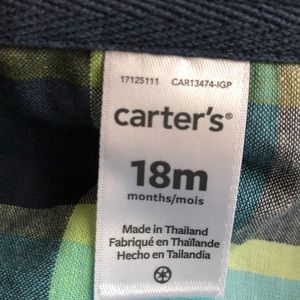 17125111 CAR13474-IGP
carter's®
18m
months/mois
Made in Thailand
Fabriqué en Thaïlande
Hecho en Tailandia